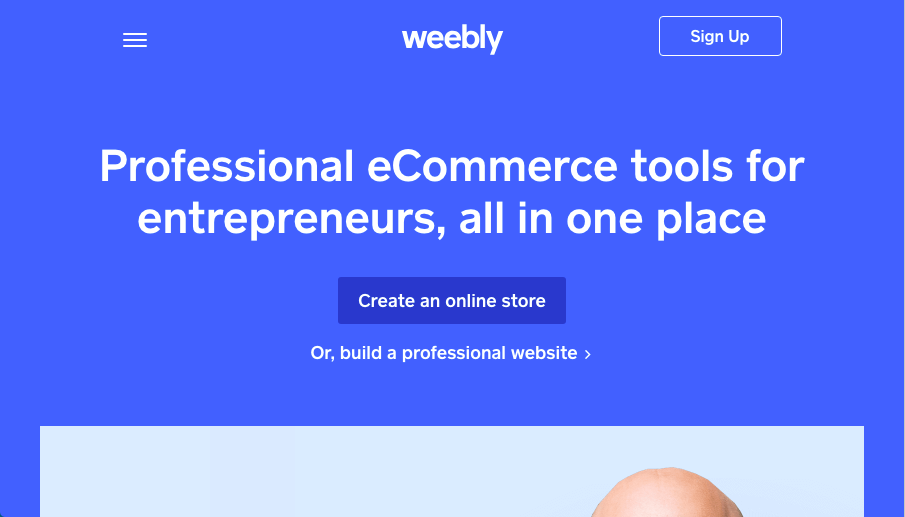 weebly
Sign Up
Professional eCommerce tools for
entrepreneurs, all in one place
Create an online store
Or, build a professional website ›